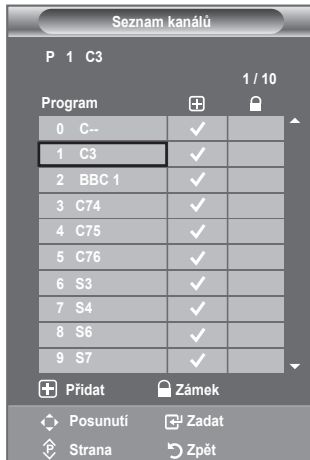 Seznam kanálů
P 1 C3
1 / 10
Program
0 C--
1 C3
2 BBC 1
3 C74
4 C75
5 C76
6 S3
7 S4
8 S6
9 S7
Přidat Zámek
Posunutí Zadat
Strana Zpět